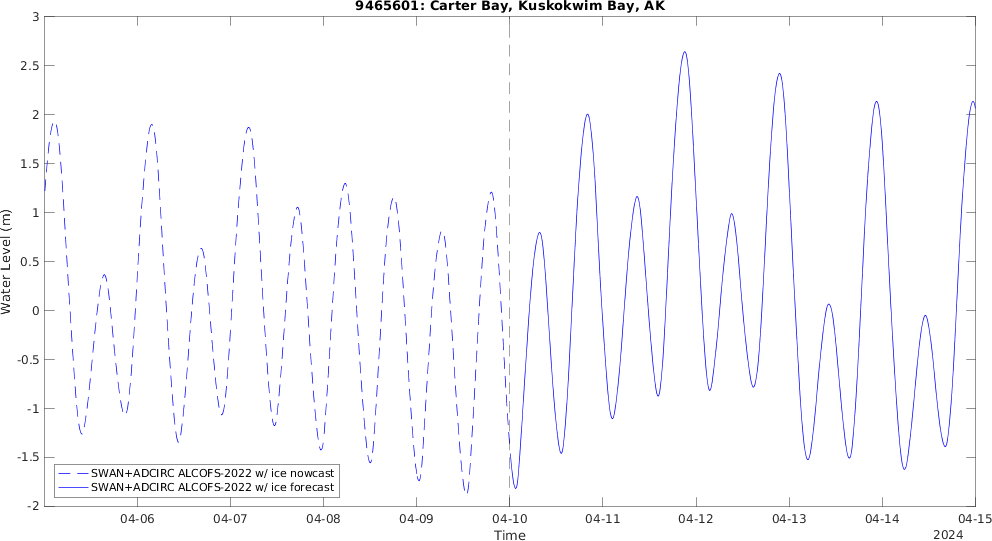 9465601: Carter Bay, Kuskokwim Bay, AK
Water Level (m)
3
2.5
2
1.5
1
0.5
0
-0.5
-1
-1.5
-2
SWAN+ADCIRC ALCOFS-2022 w/ ice nowcast
SWAN+ADCIRC ALCOFS-2022 w/ ice forecast
04-06 04-07 04-08 04-09 04-10 04-11 04-12 04-13 04-14 04-15
Time
2024